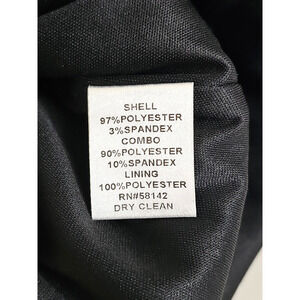 SHELL
97%POLYESTER
3%SPANDEX
COMBO
90%POLYESTER
10%SPANDEX
LINING
100%POLYESTER
RN#58142
DRY CLEAN